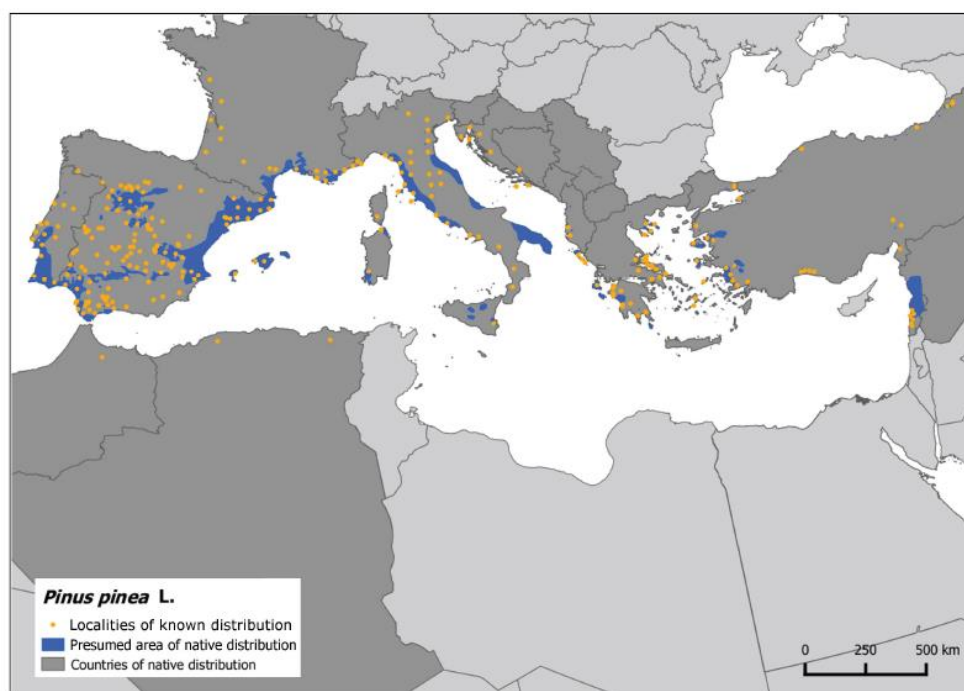 Pinus pinea L.
Localities of known distribution
Presumed area of native distribution
Countries of native distribution
0 250 500 km